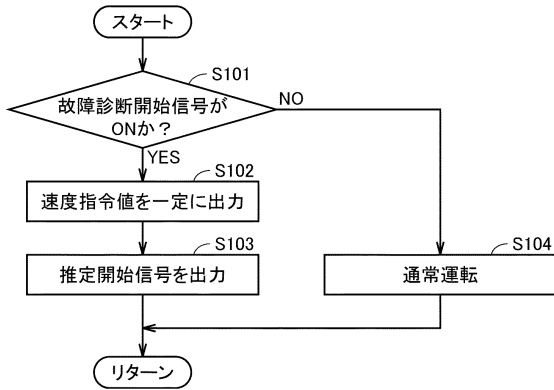 スタート
S101
故障診断開始信号が
ONか？
NO
YES
S102
速度指令値を一定に出力
S103
推定開始信号を出力
S104
通常運転
リターン